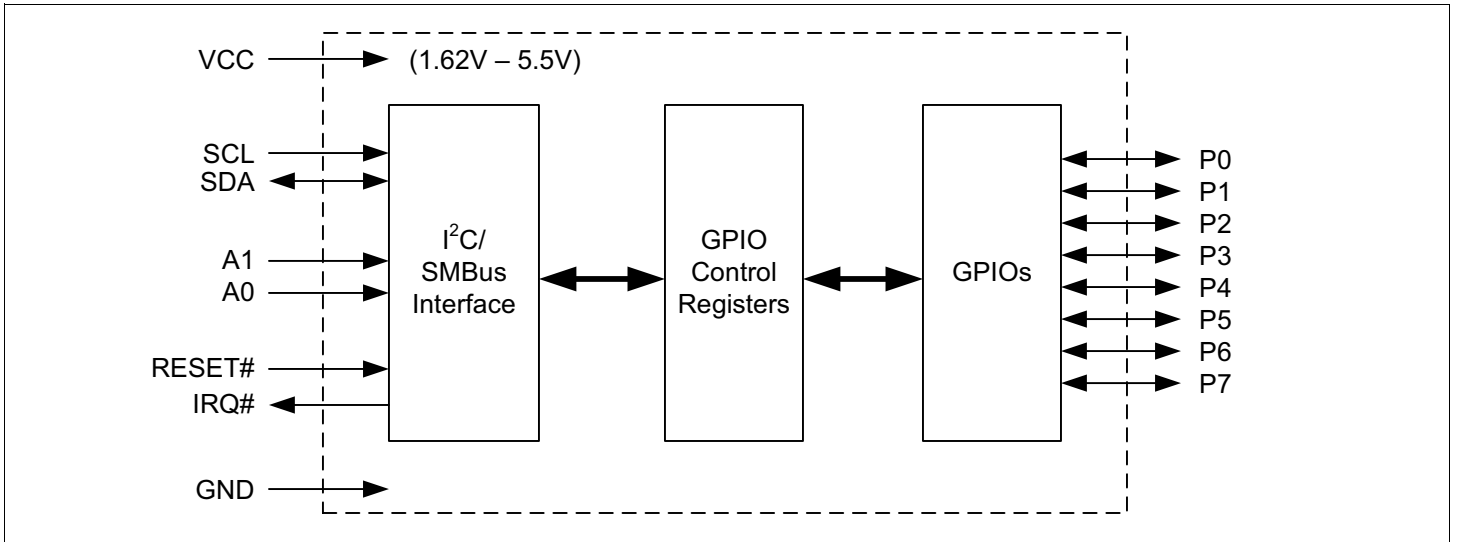 VCC
(1.62V – 5.5V)
SCL
SDA
A1
A0
RESET#
IRQ#
GND
I²C/
SMBus
Interface
GPIO
Control
Registers
GPIOs
P0
P1
P2
P3
P4
P5
P6
P7